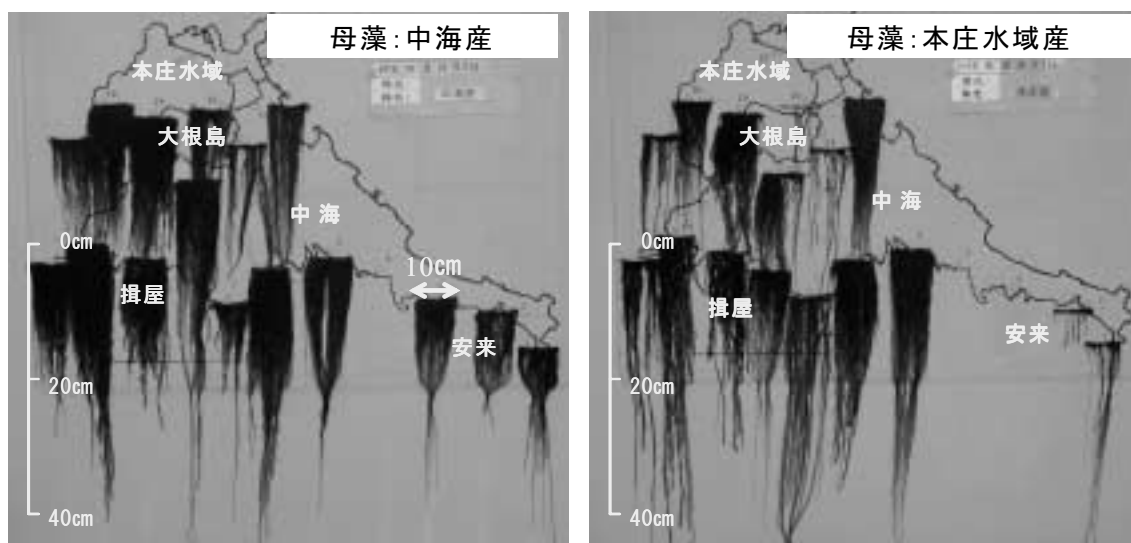 母藻:中海産
本庄水域
大根島
中海
0cm
10cm
揖屋
安来
20cm
40cm
母藻:本庄水域産
本庄水域
大根島
中海
0cm
揖屋
安来
20cm
40cm